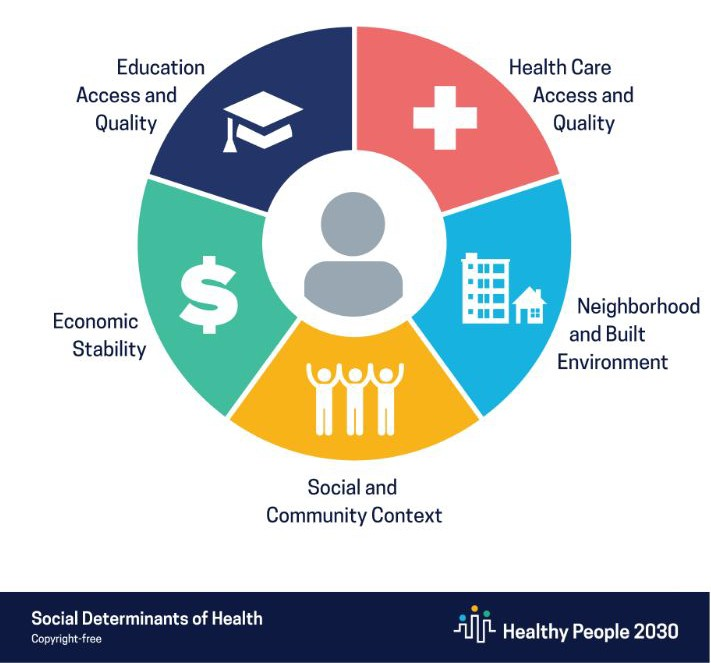 Education
Access and
Quality
Health Care
Access and
Quality
$
Economic
Stability
Neighborhood
and Built
Environment
Social and
Community Context
Social Determinants of Health
Copyright-free
Healthy People 2030